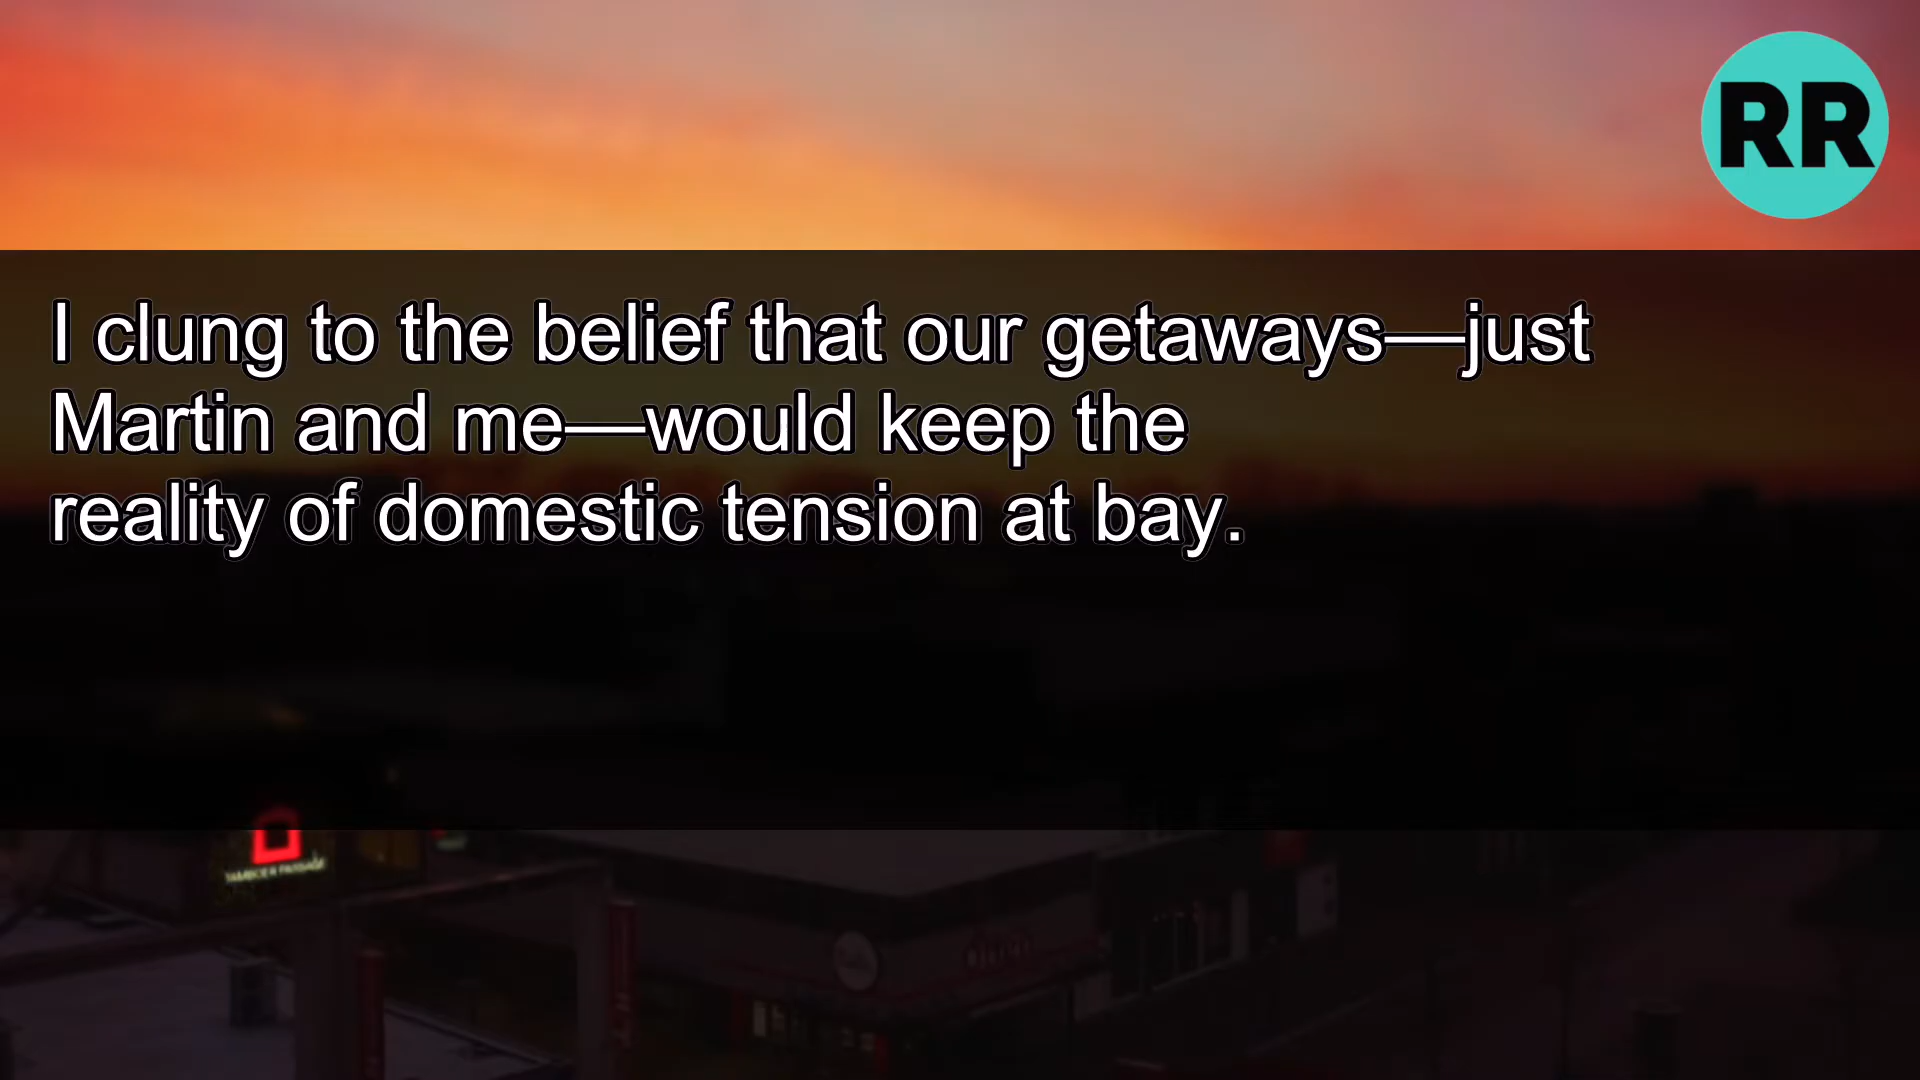 RR
I clung to the belief that our getaways—just
Martin and me—would keep the
reality of domestic tension at bay.